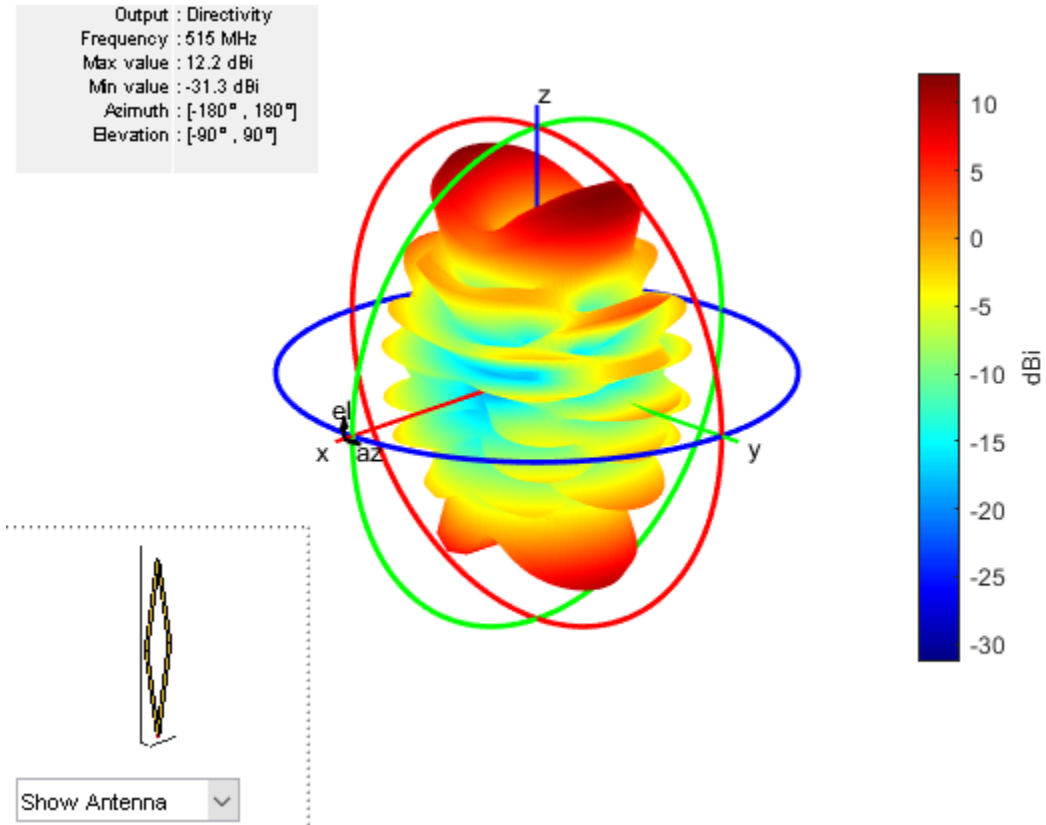 Output : Directivity
Frequency : 515 MHz
Max value : 12.2 dBi
Min value : -31.3 dBi
Azimuth : [-180° , 180°]
Elevation : [-90° , 90°]
z
el
x
az
y
10
5
0
-5
-10
-15
-20
-25
-30
dBi
Show Antenna